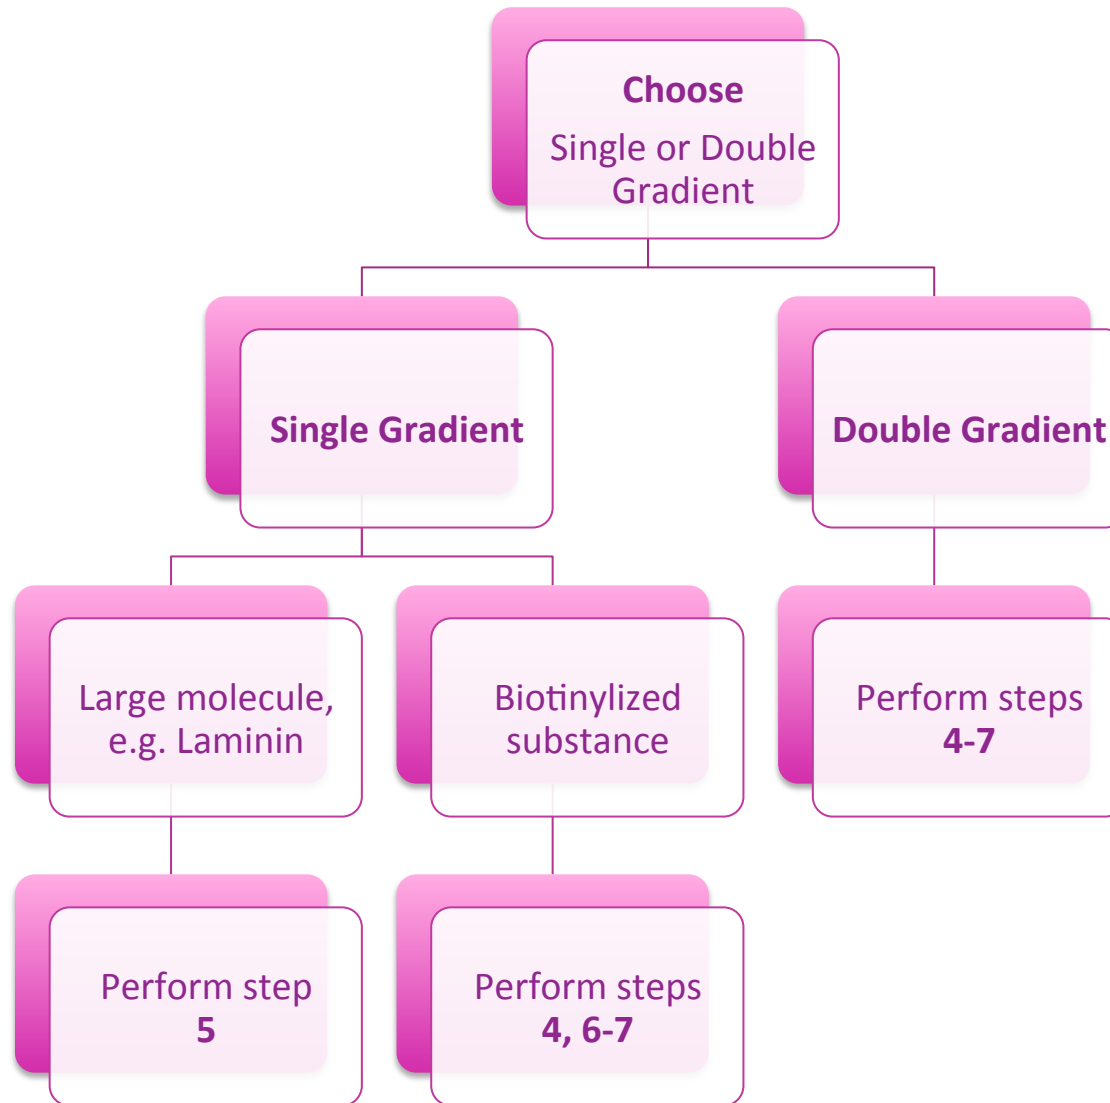 Choose
Single or Double
Gradient
Single Gradient
Double Gradient
Large molecule,
e.g. Laminin
Biotinylized
substance
Perform steps
4-7
Perform step
5
Perform steps
4, 6-7